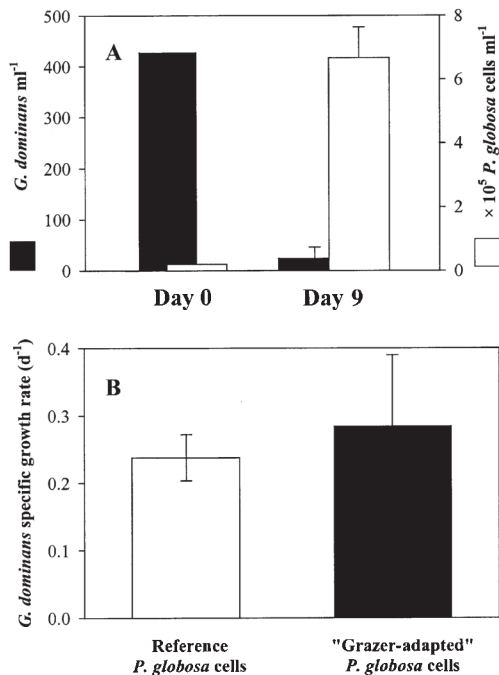 500
400
300
200
100
0
G. dominans ml-1
A
8
6
4
2
0
× 10⁵ P. globosa cells ml-1
Day 0
Day 9
G. dominans specific growth rate (d-1)
0.4
0.3
0.2
0.1
0.0
B
Reference
P. globosa cells
"Grazer-adapted"
P. globosa cells